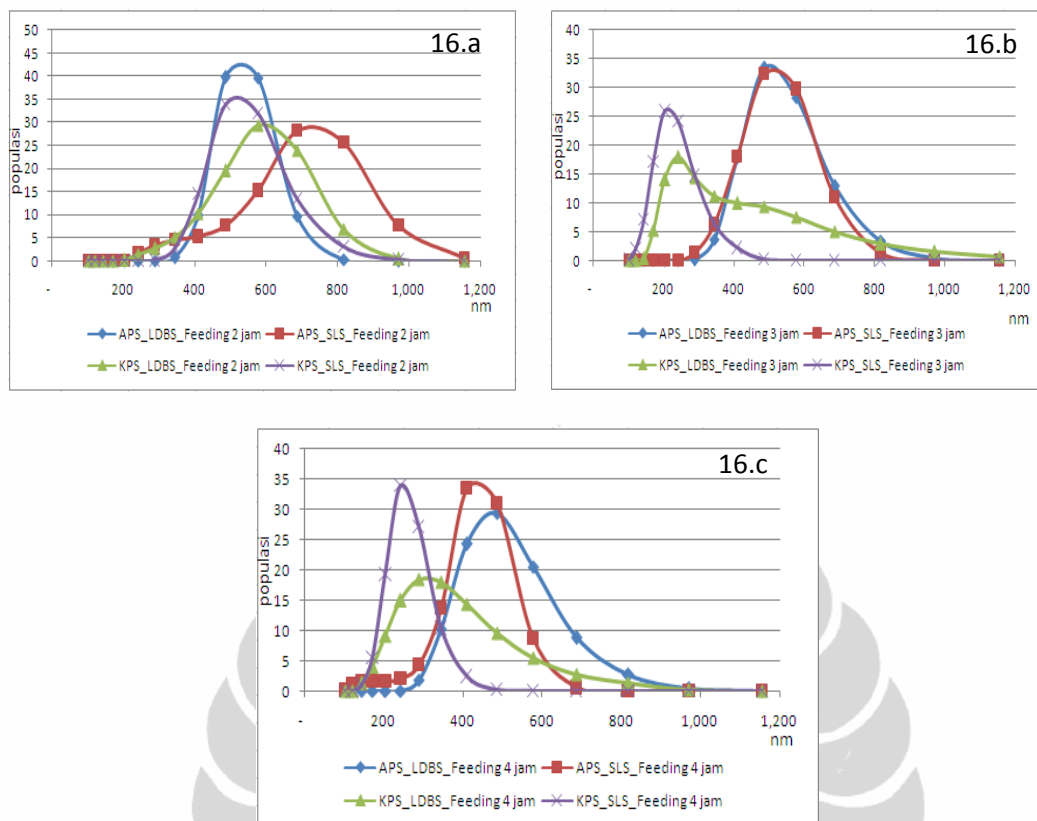 16.a
50
45
40
35
30
25
20
15
10
5
0
populasi
- 200 400 600 800 1,000 1,200
nm
APS_LDBS_Feeding 2 jam APS_SLS_Feeding 2 jam
KPS_LDBS_Feeding 2 jam KPS_SLS_Feeding 2 jam
16.b
40
35
30
25
20
15
10
5
0
populasi
- 200 400 600 800 1,000 1,200
nm
APS_LDBS_Feeding 3 jam APS_SLS_Feeding 3 jam
KPS_LDBS_Feeding 3 jam KPS_SLS_Feeding 3 jam
16.c
40
35
30
25
20
15
10
5
0
populasi
- 200 400 600 800 1,000 1,200
nm
APS_LDBS_Feeding 4 jam APS_SLS_Feeding 4 jam
KPS_LDBS_Feeding 4 jam KPS_SLS_Feeding 4 jam